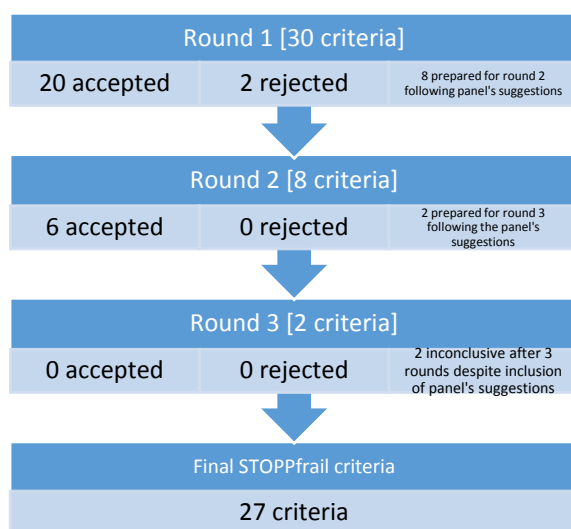 Round 1 [30 criteria]
20 accepted
2 rejected
8 prepared for round 2
following panel's suggestions
Round 2 [8 criteria]
6 accepted
0 rejected
2 prepared for round 3
following the panel's
suggestions
Round 3 [2 criteria]
0 accepted
0 rejected
2 inconclusive after 3
rounds despite inclusion
of panel's suggestions
Final STOPPfrail criteria
27 criteria